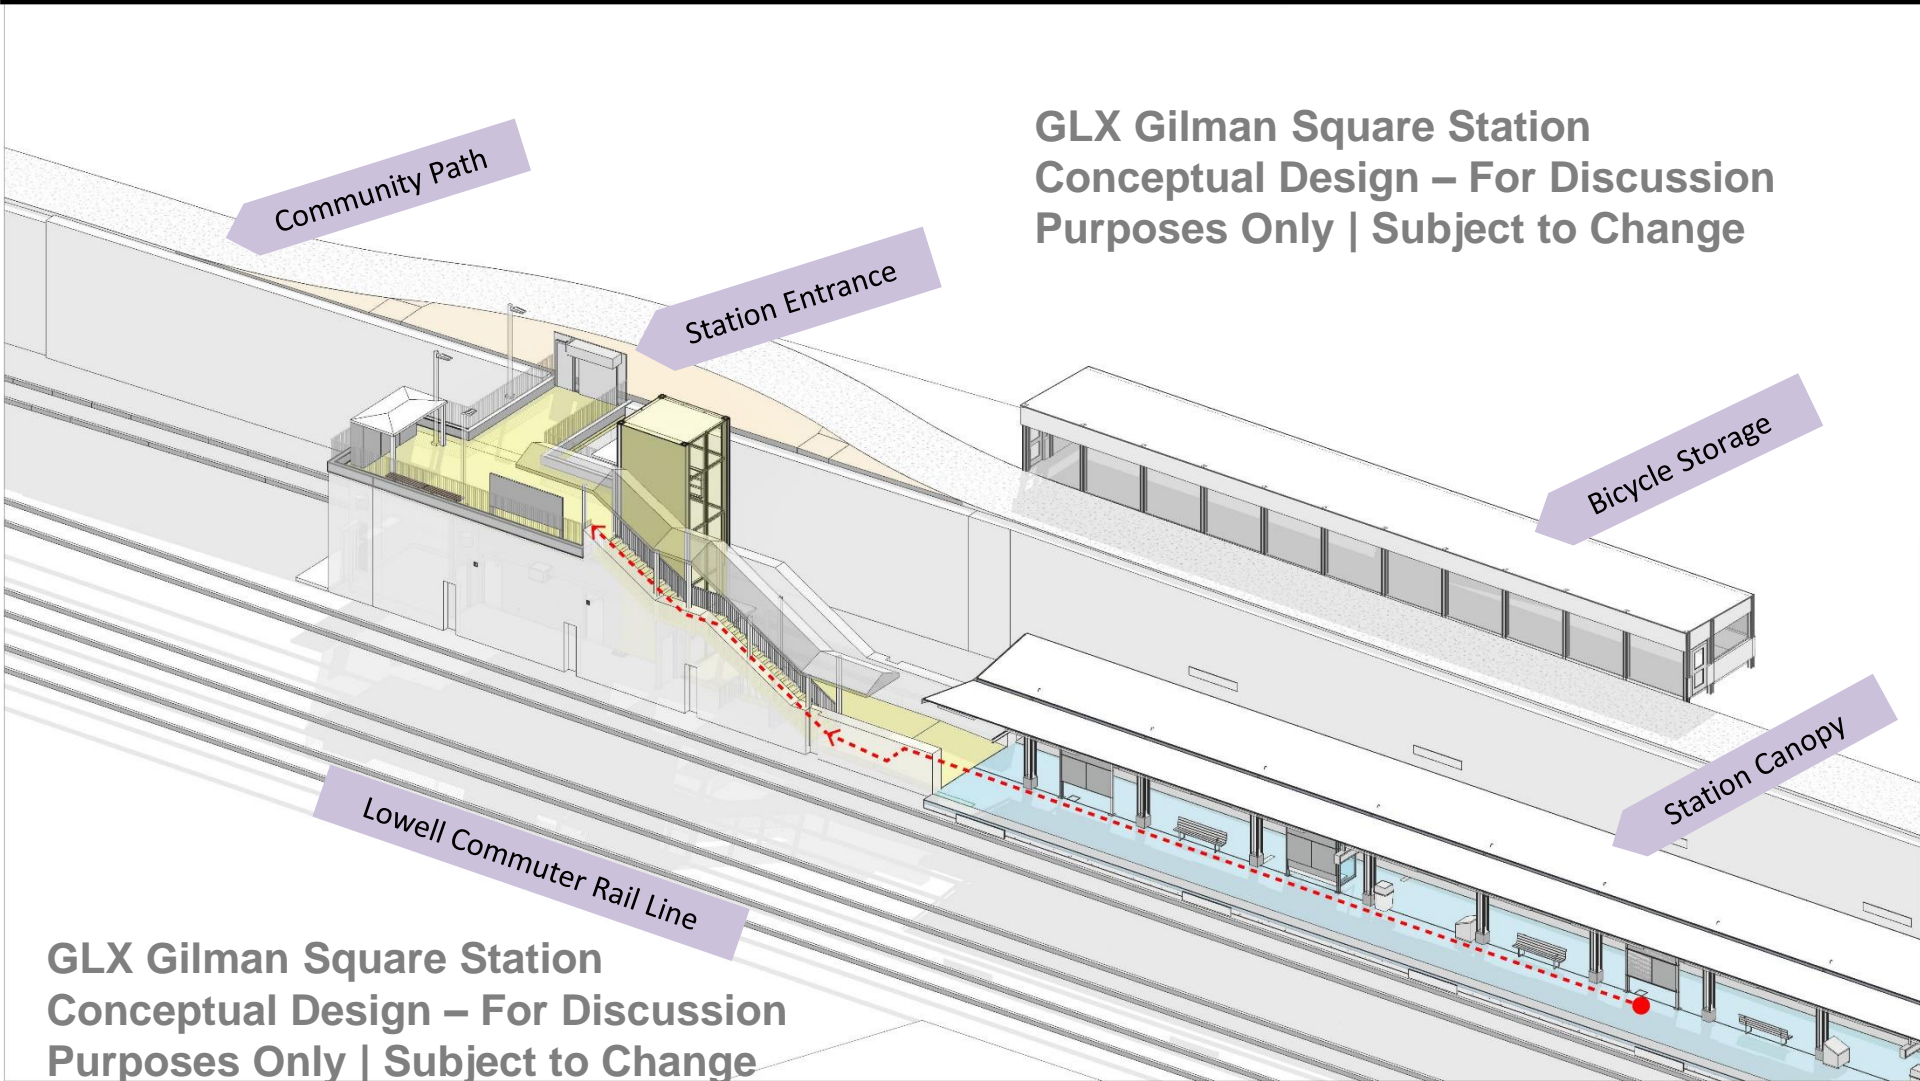 GLX Gilman Square Station
Conceptual Design – For Discussion
Purposes Only | Subject to Change
Community Path
Station Entrance
Bicycle Storage
Station Canopy
Lowell Commuter Rail Line
GLX Gilman Square Station
Conceptual Design – For Discussion
Purposes Only | Subject to Change